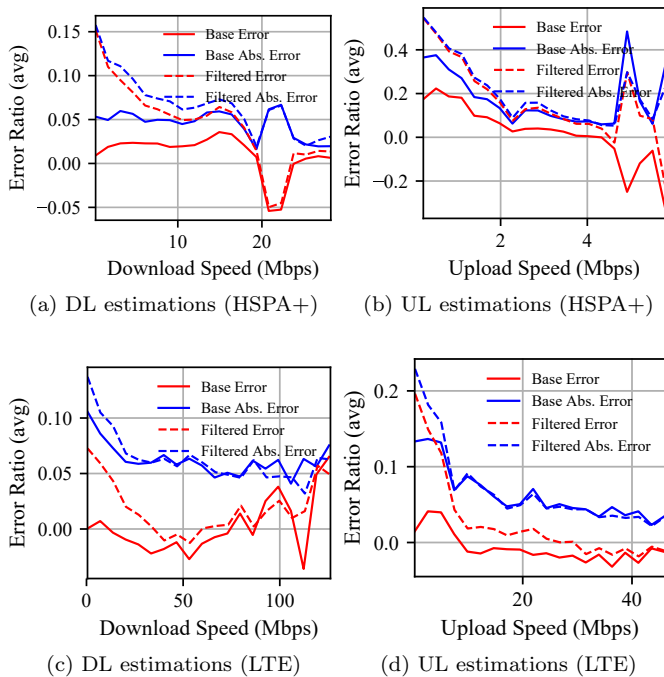 0.15
0.10
0.05
0.00
−0.05
Error Ratio (avg)
Base Error
Base Abs. Error
Filtered Error
Filtered Abs. Error
10
20
Download Speed (Mbps)
(a) DL estimations (HSPA+)
0.4
0.2
0.0
−0.2
Error Ratio (avg)
Base Error
Base Abs. Error
Filtered Error
Filtered Abs. Error
2
4
Upload Speed (Mbps)
(b) UL estimations (HSPA+)
0.10
0.05
0.00
Error Ratio (avg)
Base Error
Base Abs. Error
Filtered Error
Filtered Abs. Error
0
50
100
Download Speed (Mbps)
(c) DL estimations (LTE)
0.2
0.1
0.0
Error Ratio (avg)
Base Error
Base Abs. Error
Filtered Error
Filtered Abs. Error
20
40
Upload Speed (Mbps)
(d) UL estimations (LTE)